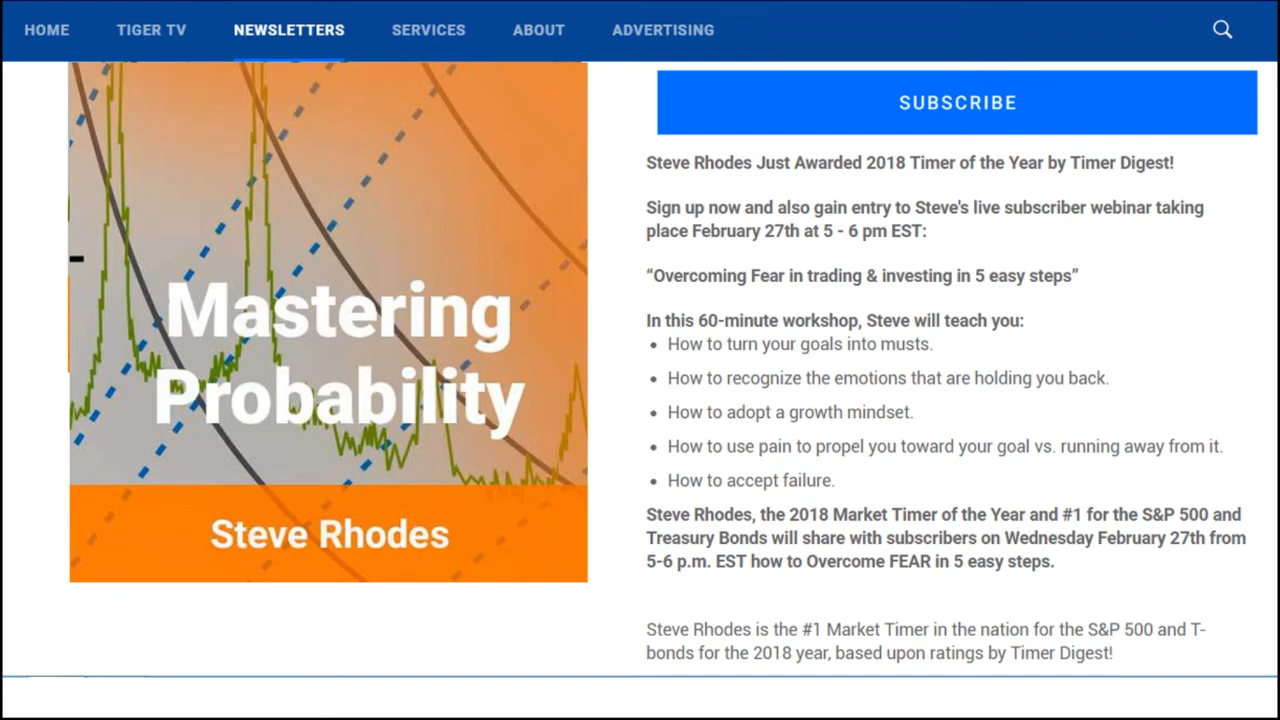 HOME TIGER TV NEWSLETTERS SERVICES ABOUT ADVERTISING
Mastering
Probability
Steve Rhodes
SUBSCRIBE
Steve Rhodes Just Awarded 2018 Timer of the Year by Timer Digest!
Sign up now and also gain entry to Steve's live subscriber webinar taking
place February 27th at 5 - 6 pm EST:
“Overcoming Fear in trading & investing in 5 easy steps”
In this 60-minute workshop, Steve will teach you:
• How to turn your goals into musts.
• How to recognize the emotions that are holding you back.
• How to adopt a growth mindset.
• How to use pain to propel you toward your goal vs. running away from it.
• How to accept failure.
Steve Rhodes, the 2018 Market Timer of the Year and #1 for the S&P 500 and
Treasury Bonds will share with subscribers on Wednesday February 27th from
5-6 p.m. EST how to Overcome FEAR in 5 easy steps.
Steve Rhodes is the #1 Market Timer in the nation for the S&P 500 and T-
bonds for the 2018 year, based upon ratings by Timer Digest!